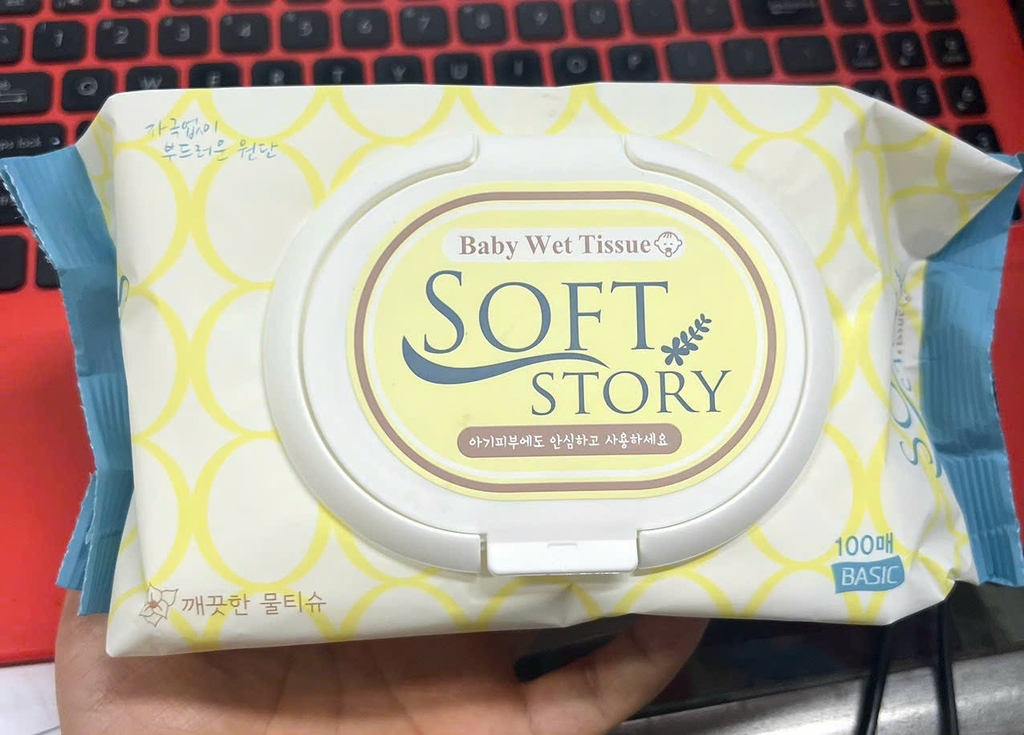 자극없이
부드러운 원단
Baby Wet Tissue
SOFT
STORY
아기피부에도 안심하고 사용하세요
100매
BASIC
깨끗한 물티슈